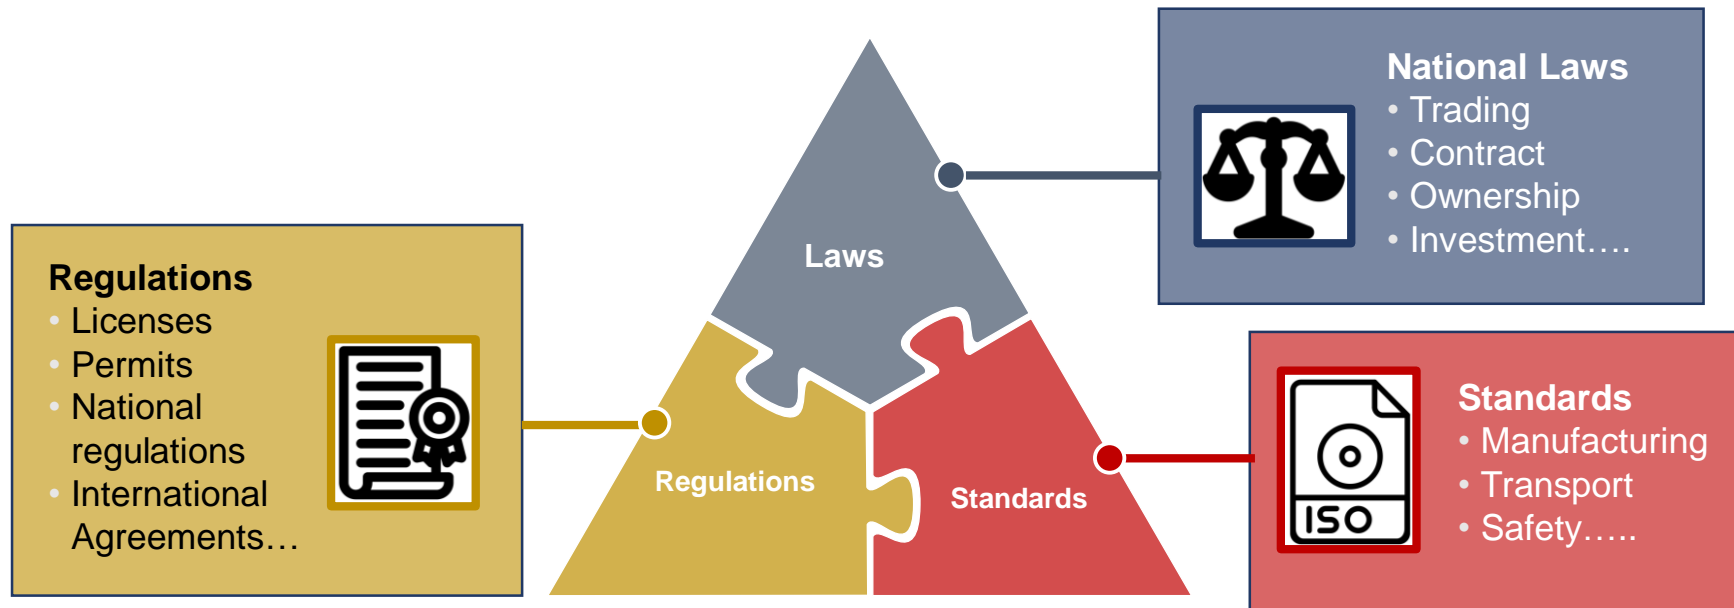 National Laws
• Trading
• Contract
• Ownership
• Investment….
Laws
Regulations
• Licenses
• Permits
• National
regulations
• International
Agreements…
Regulations
Standards
Standards
• Manufacturing
• Transport
• Safety…..
ISO